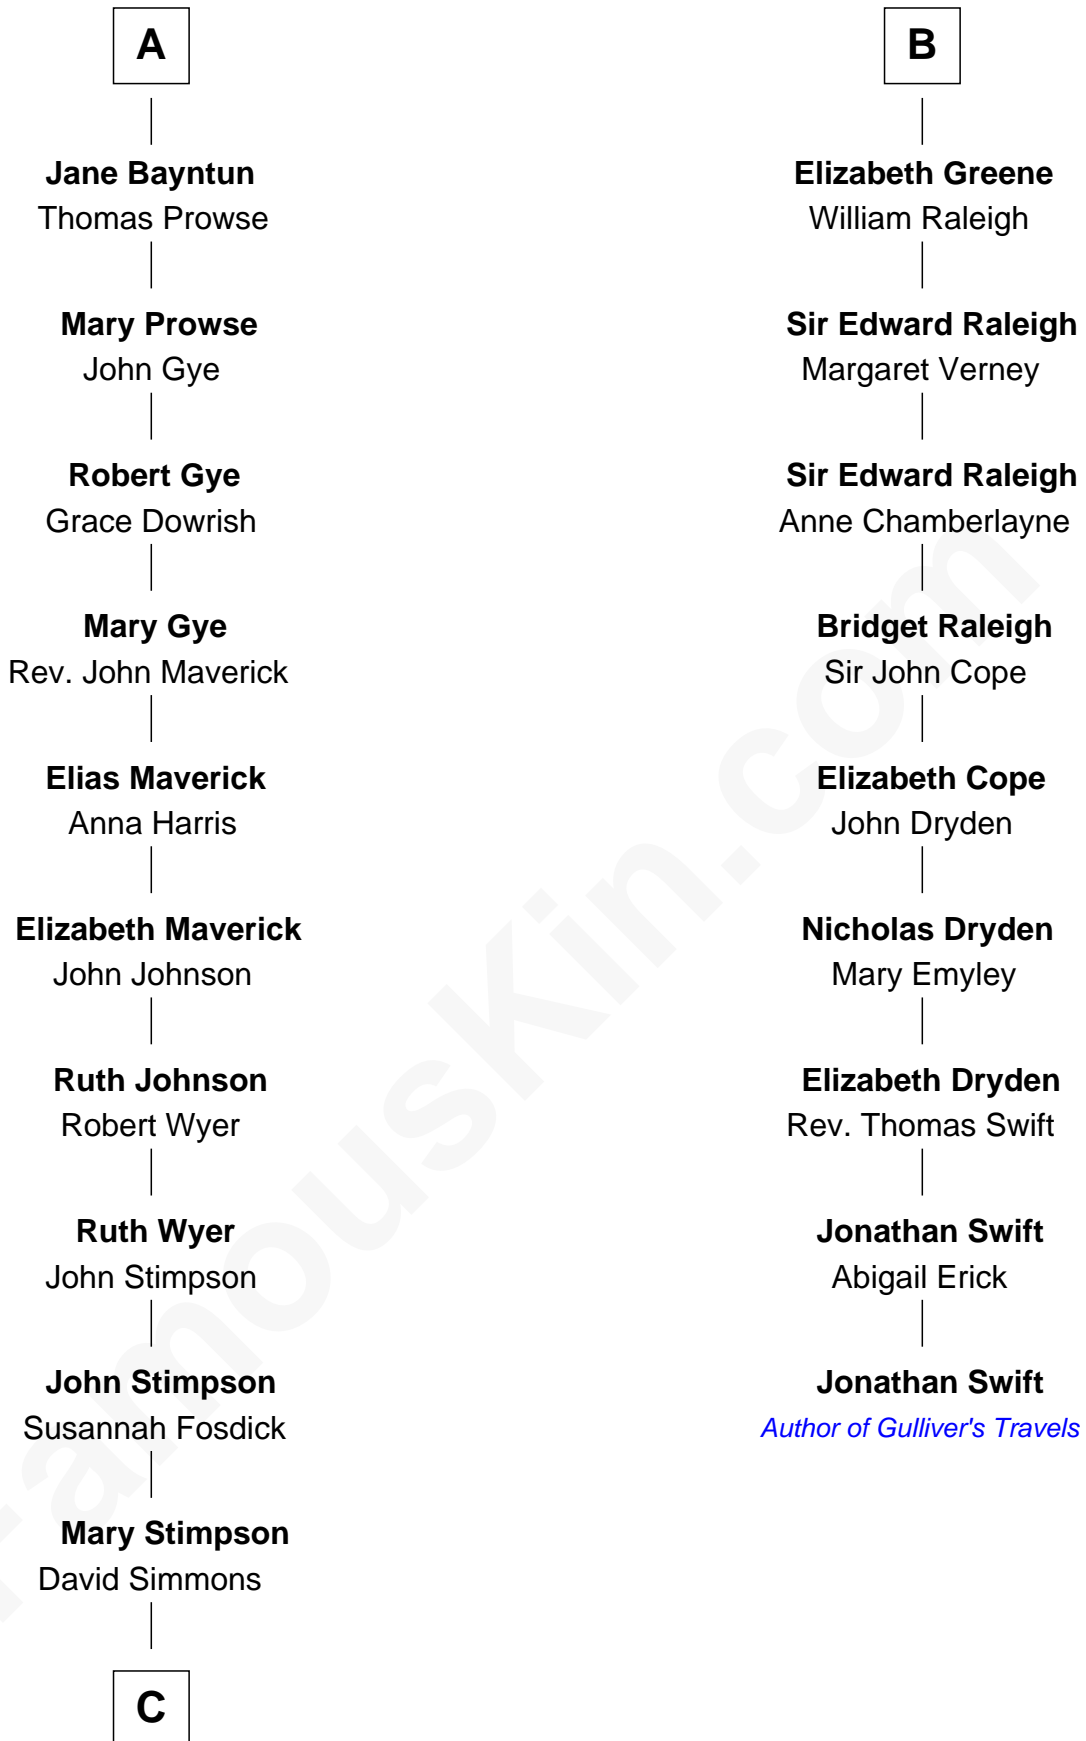 A
Jane Bayntun
Thomas Prowse
Mary Prowse
John Gye
Robert Gye
Grace Dowrish
Mary Gye
Rev. John Maverick
Elias Maverick
Anna Harris
Elizabeth Maverick
John Johnson
Ruth Johnson
Robert Wyer
Ruth Wyer
John Stimpson
John Stimpson
Susannah Fosdick
Mary Stimpson
David Simmons
C
B
Elizabeth Greene
William Raleigh
Sir Edward Raleigh
Margaret Verney
Sir Edward Raleigh
Anne Chamberlayne
Bridget Raleigh
Sir John Cope
Elizabeth Cope
John Dryden
Nicholas Dryden
Mary Emyley
Elizabeth Dryden
Rev. Thomas Swift
Jonathan Swift
Abigail Erick
Jonathan Swift
Author of Gulliver's Travels
FamousKin.com